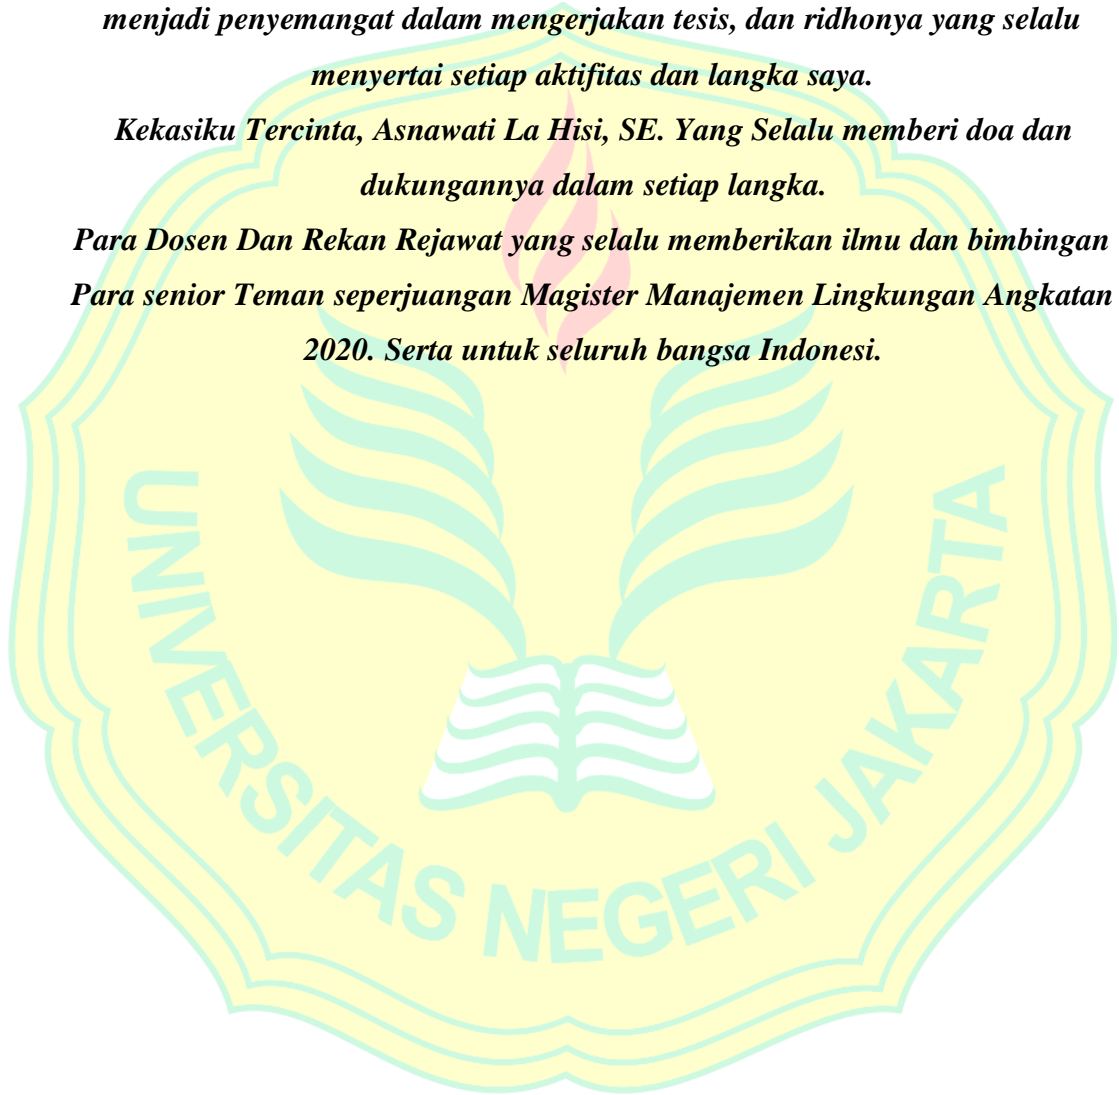 menjadi penyemangat dalam mengerjakan tesis, dan ridhonya yang selalu
menyertai setiap aktifitas dan langka saya.
Kekasiku Tercinta, Asnawati La Hisi, SE. Yang Selalu memberi doa dan
dukungannya dalam setiap langka.
Para Dosen Dan Rekan Rejawat yang selalu memberikan ilmu dan bimbingan
Para senior Teman seperjuangan Magister Manajemen Lingkungan Angkatan
2020. Serta untuk seluruh bangsa Indonesi.
UNIVERSITAS NEGERI JAKARTA